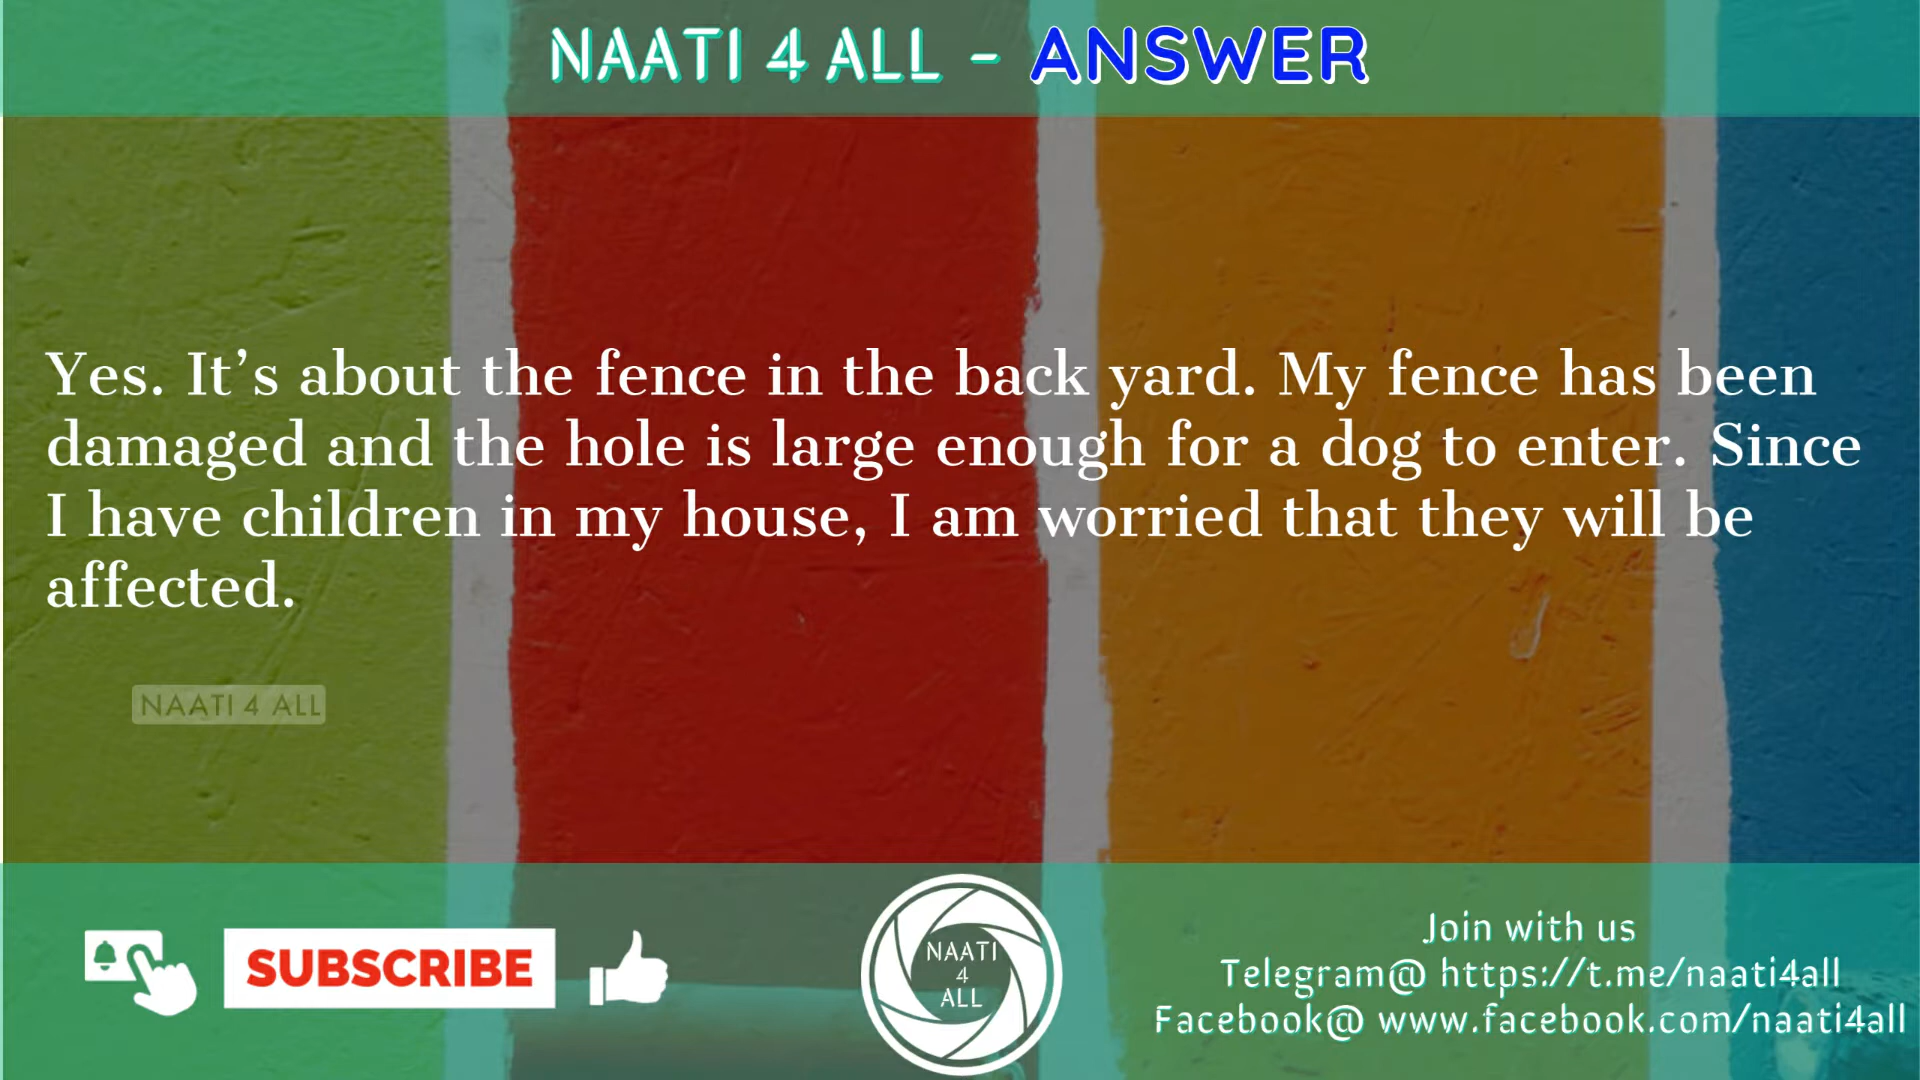 NAATI 4 ALL - ANSWER
Yes. It’s about the fence in the back yard. My fence has been
damaged and the hole is large enough for a dog to enter. Since
I have children in my house, I am worried that they will be
affected.
NAATI 4 ALL
SUBSCRIBE
NAATI
4
ALL
Join with us
Telegram@ https://t.me/naati4all
Facebook@ www.facebook.com/naati4all